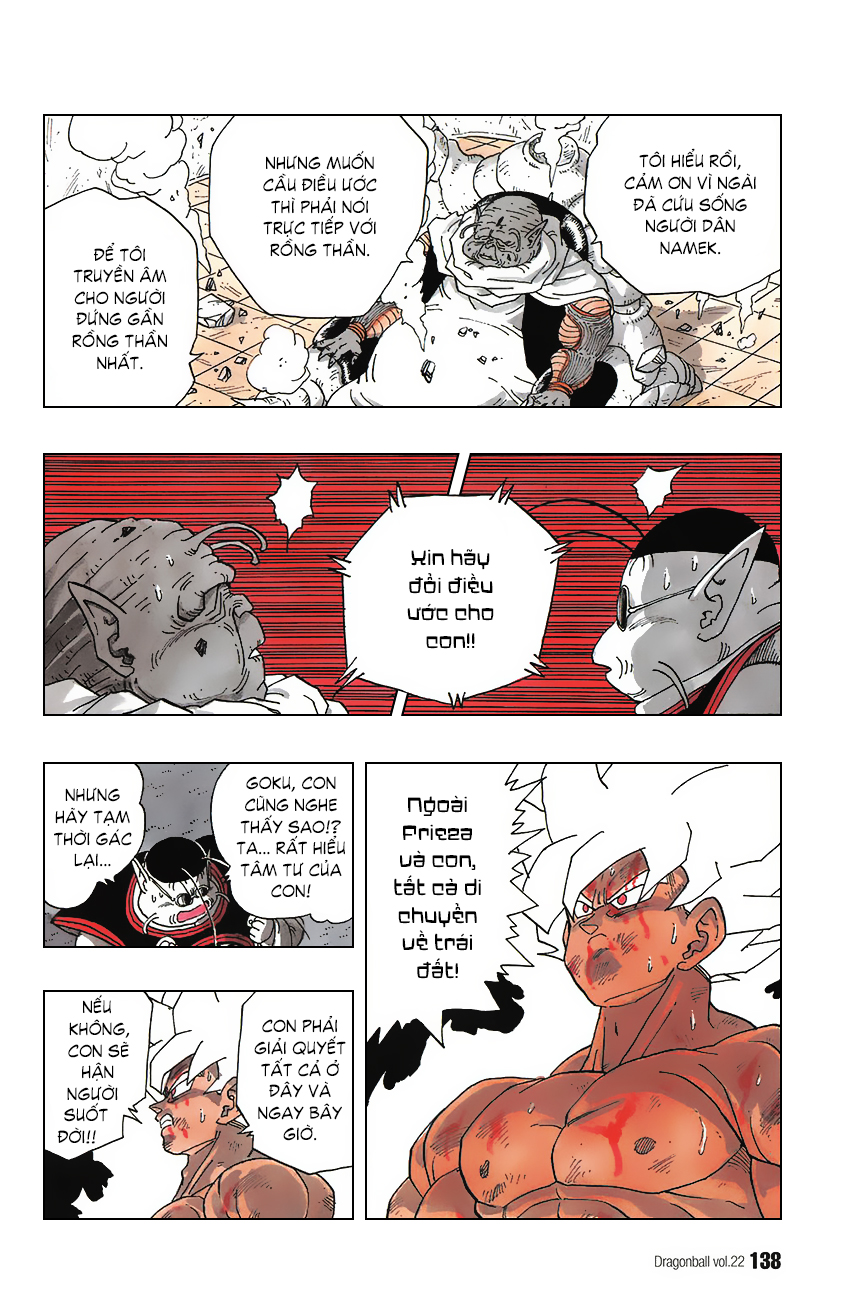 TÔI HIỂU RỒI,
CẢM ƠN VÌ NGÀI
ĐÃ CỨU SỐNG
NGƯỜI DÂN
NAMEK.
NHƯNG MUỐN
CẦU ĐIỀU ƯỚC
THÌ PHẢI NÓI
TRỰC TIẾP VỚI
RỒNG THẦN.
ĐỂ TÔI
TRUYỀN ÂM
CHO NGƯỜI
ĐỨNG GẦN
RỒNG THẦN
NHẤT.
Xin hãy
đổi điều
ước cho
con!!
Ngoài
Frieza
và con,
tất cả di
chuyển
về trái
đất!
GOKU, CON
CŨNG NGHE
THẤY SAO!?
TA... RẤT HIỂU
TÂM TƯ CỦA
CON!
NHƯNG
HÃY TẠM
THỜI GÁC
LẠI...
CON PHẢI
GIẢI QUYẾT
TẤT CẢ Ở
ĐÂY VÀ
NGAY BÂY
GIỜ.
NẾU
KHÔNG,
CON SẼ
HẬN
NGƯỜI
SUỐT
ĐỜI!!
Dragonball vol.22 138